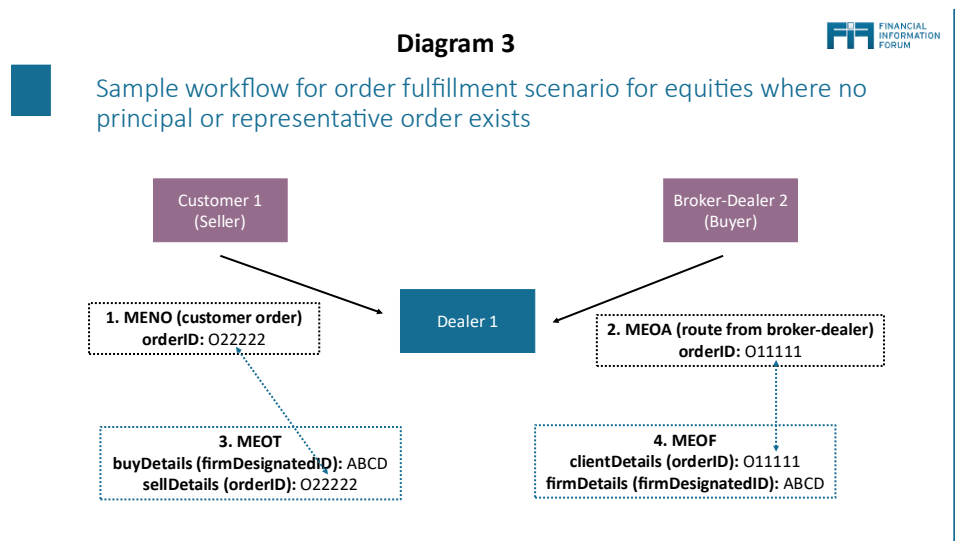 Diagram 3
FINANCIAL
INFORMATION
FORUM
Sample workflow for order fulfillment scenario for equities where no
principal or representative order exists
Customer 1
(Seller)
Broker-Dealer 2
(Buyer)
Dealer 1
1. MENO (customer order)
orderID: O22222
2. MEOA (route from broker-dealer)
orderID: O11111
3. MEOT
buyDetails (firmDesignatedID): ABCD
sellDetails (orderID): O22222
4. MEOF
clientDetails (orderID): O11111
firmDetails (firmDesignatedID): ABCD